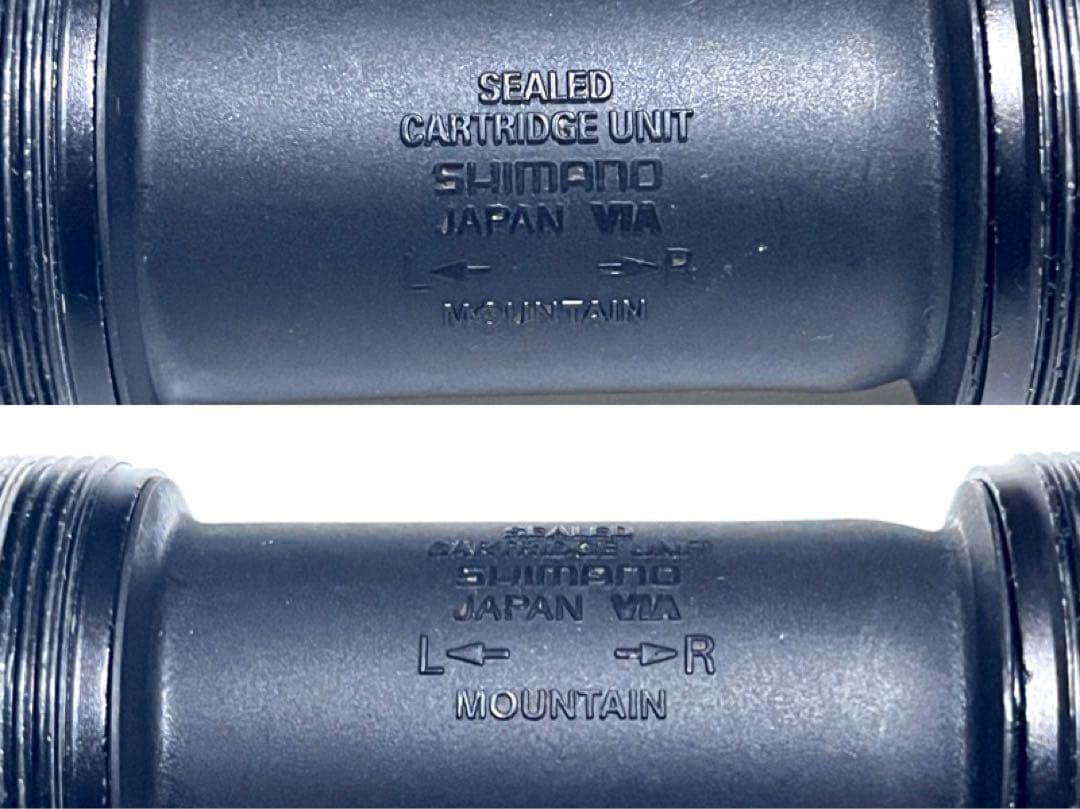 SEALED
CARTRIDGE UNIT
SHIMANO
JAPAN VIA
L ← → R
MOUNTAIN
SEALED
CARTRIDGE UNIT
SHIMANO
JAPAN VIA
L ← → R
MOUNTAIN